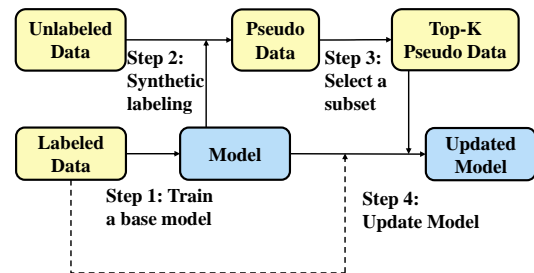 Unlabeled
Data
Step 2:
Synthetic
labeling
Pseudo
Data
Step 3:
Select a
subset
Top-K
Pseudo Data
Labeled
Data
Step 1: Train
a base model
Model
Step 4:
Update Model
Updated
Model